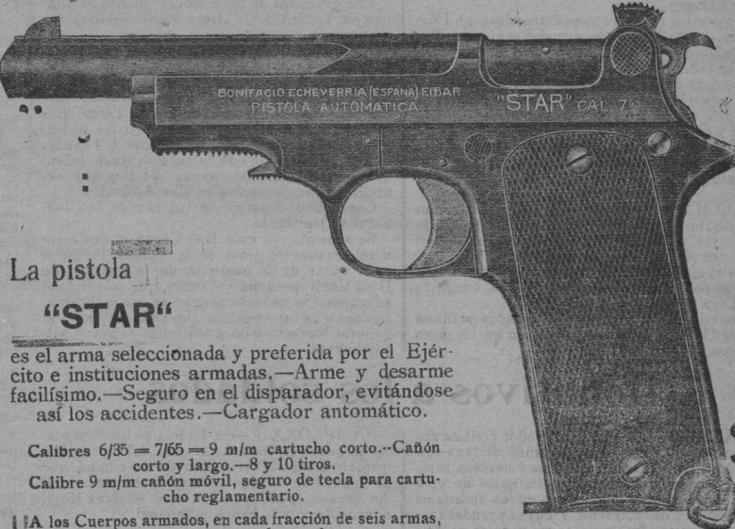 BONIFACIO ECHEVERRIA (ESPAÑA) EIBAR
PISTOLA AUTOMATICA
"STAR" CAL. 7
La pistola
"STAR"
es el arma seleccionada y preferida por el Ejér-
cito e instituciones armadas.—Arme y desarme
facilísimo.—Seguro en el disparador, evitándose
así los accidentes.—Cargador antomático.
Calibres 6/35 = 7/65 = 9 m/m cartucho corto.--Cañón
corto y largo.—8 y 10 tiros.
Calibre 9 m/m cañón móvil, seguro de tecla para cartu-
cho reglamentario.
A los Cuerpos armados, en cada fracción de seis armas,